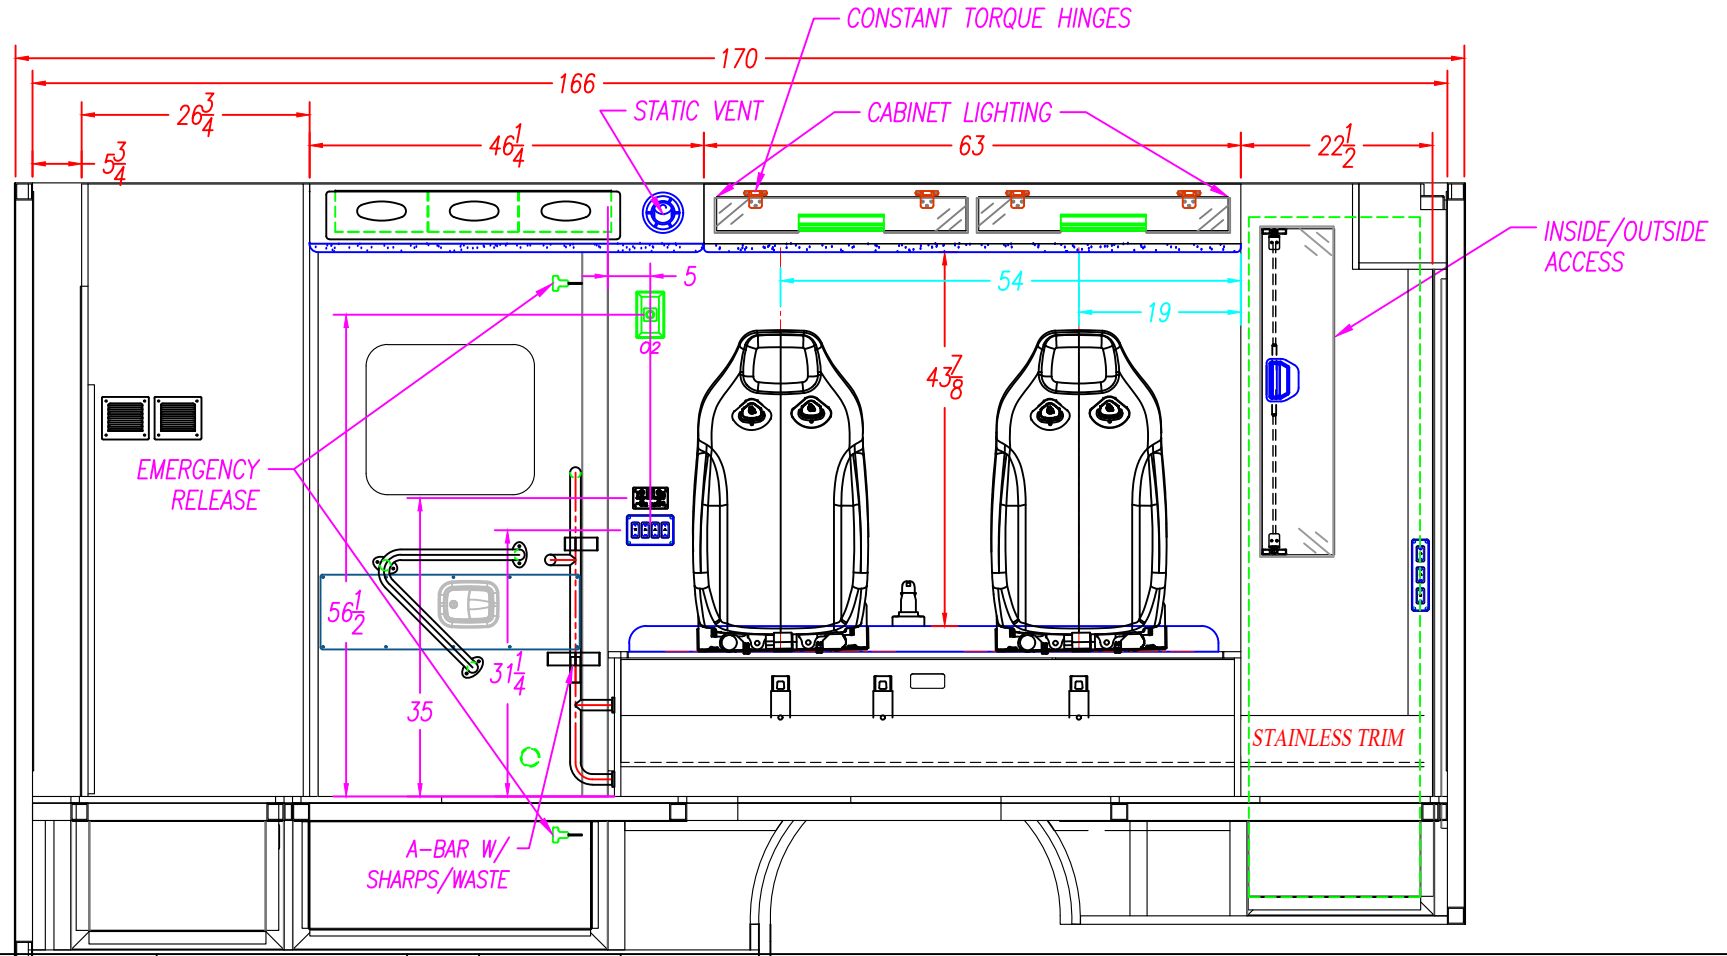 CONSTANT TORQUE HINGES
170
166
26 3/4
STATIC VENT
CABINET LIGHTING
46 1/4
63
22 1/2
5 3/4
INSIDE/OUTSIDE
ACCESS
5
54
19
O2
43 7/8
EMERGENCY
RELEASE
56 1/2
31 1/4
35
STAINLESS TRIM
A-BAR W/
SHARPS/WASTE